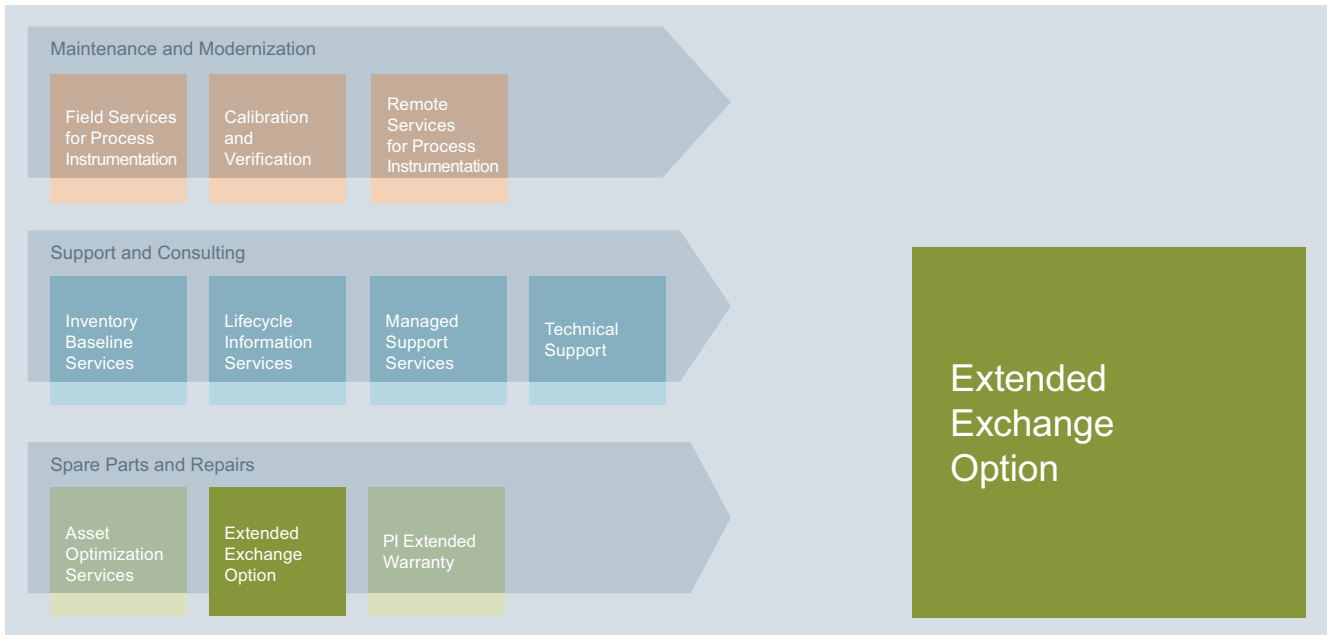 Maintenance and Modernization
Field Services
for Process
Instrumentation
Calibration
and
Verification
Remote
Services
for Process
Instrumentation
Support and Consulting
Inventory
Baseline
Services
Lifecycle
Information
Services
Managed
Support
Services
Technical
Support
Spare Parts and Repairs
Asset
Optimization
Services
Extended
Exchange
Option
PI Extended
Warranty
Extended
Exchange
Option